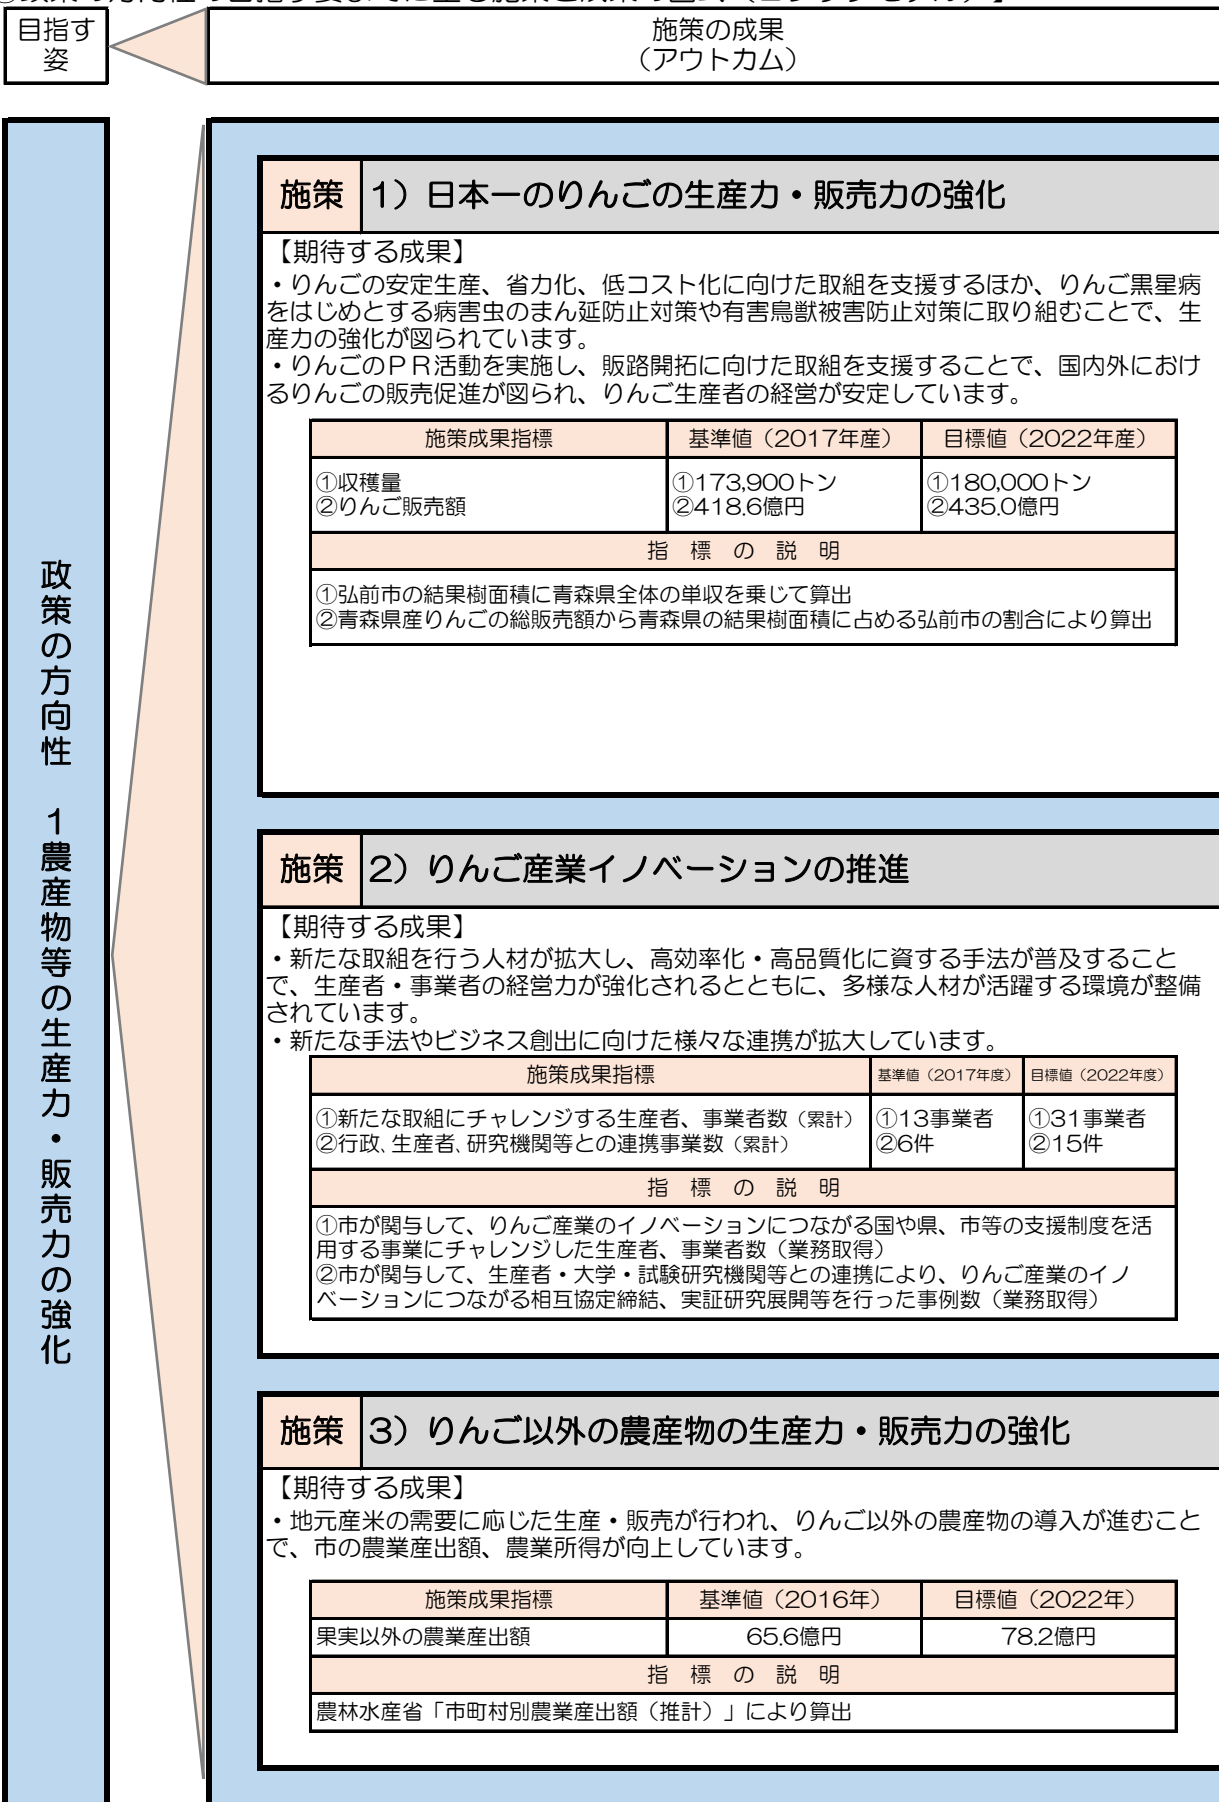 目指す
姿
施策の成果
（アウトカム）
政策の方向性　１農産物等の生産力・販売力の強化
施策
1）日本一のりんごの生産力・販売力の強化
【期待する成果】
・りんごの安定生産、省力化、低コスト化に向けた取組を支援するほか、りんご黒星病
をはじめとする病害虫のまん延防止対策や有害鳥獣被害防止対策に取り組むことで、生
産力の強化が図られています。
・りんごのＰＲ活動を実施し、販路開拓に向けた取組を支援することで、国内外におけ
るりんごの販売促進が図られ、りんご生産者の経営が安定しています。
施策成果指標
基準値（2017年産）
目標値（2022年産）
①収穫量
②りんご販売額
①173,900トン
②418.6億円
①180,000トン
②435.0億円
指　標　の　説　明
①弘前市の結果樹面積に青森県全体の単収を乗じて算出
②青森県産りんごの総販売額から青森県の結果樹面積に占める弘前市の割合により算出
施策
2）りんご産業イノベーションの推進
【期待する成果】
・新たな取組を行う人材が拡大し、高効率化・高品質化に資する手法が普及すること
で、生産者・事業者の経営力が強化されるとともに、多様な人材が活躍する環境が整備
されています。
・新たな手法やビジネス創出に向けた様々な連携が拡大しています。
施策成果指標
基準値（2017年度）
目標値（2022年度）
①新たな取組にチャレンジする生産者、事業者数（累計）
②行政、生産者、研究機関等との連携事業数（累計）
①13事業者
②6件
①31事業者
②15件
指　標　の　説　明
①市が関与して、りんご産業のイノベーションにつながる国や県、市等の支援制度を活
用する事業にチャレンジした生産者、事業者数（業務取得）
②市が関与して、生産者・大学・試験研究機関等との連携により、りんご産業のイノ
ベーションにつながる相互協定締結、実証研究展開等を行った事例数（業務取得）
施策
3）りんご以外の農産物の生産力・販売力の強化
【期待する成果】
・地元産米の需要に応じた生産・販売が行われ、りんご以外の農産物の導入が進むこと
で、市の農業産出額、農業所得が向上しています。
施策成果指標
基準値（2016年）
目標値（2022年）
果実以外の農業産出額
65.6億円
78.2億円
指　標　の　説　明
農林水産省「市町村別農業産出額（推計）」により算出